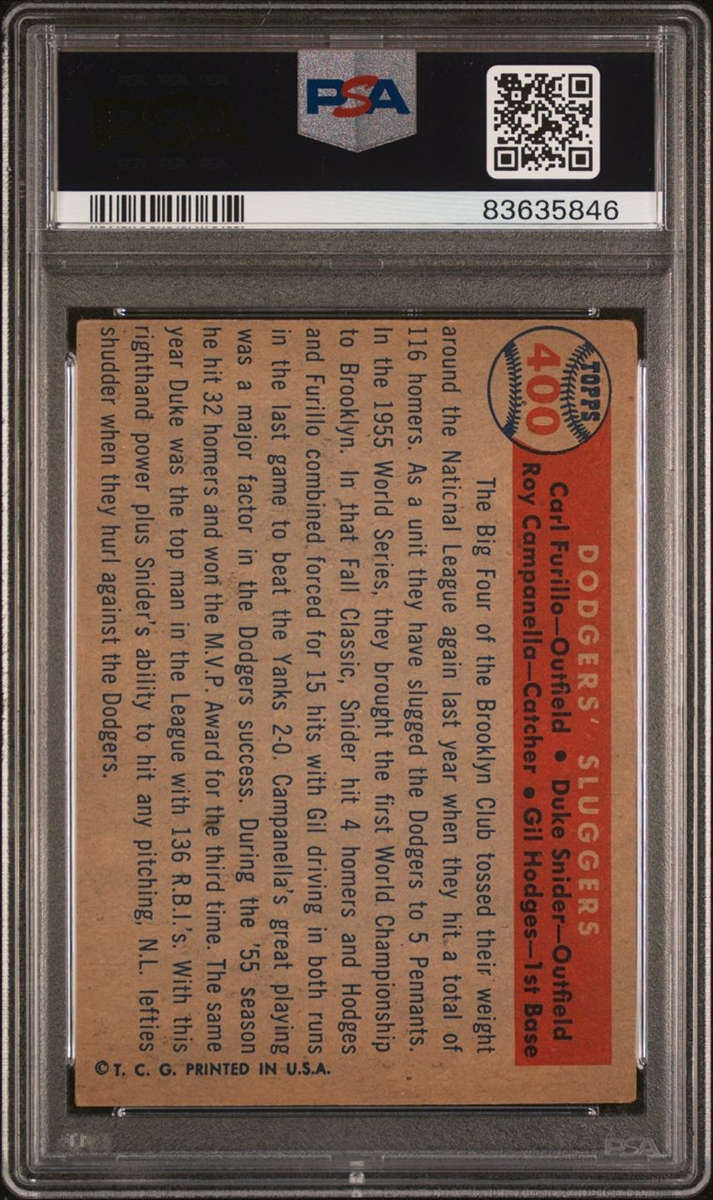 PSA
83635846
TOPPS
400
DODGERS' SLUGGERS
Carl Furillo—Outfield • Duke Snider—Outfield
Roy Campanella—Catcher • Gil Hodges—1st Base
The Big Four of the Brooklyn Club tossed their weight
around the National League again last year when they hit a total of
116 homers. As a unit they have slugged the Dodgers to 5 Pennants.
In the 1955 World Series, they brought the first World Championship
to Brooklyn. In that Fall Classic, Snider hit 4 homers and Hodges
and Furillo combined forced for 15 hits with Gil driving in both runs
in the last game to beat the Yanks 2-0. Campanella's great playing
was a major factor in the Dodgers success. During the '55 season
he hit 32 homers and won the M.V.P. Award for the third time. The same
year Duke was the top man in the League with 136 R.B.I.'s. With this
righthand power plus Snider's ability to hit any pitching, N.L. lefties
shudder when they hurl against the Dodgers.
© T. C. G. PRINTED IN U.S.A.
PSA